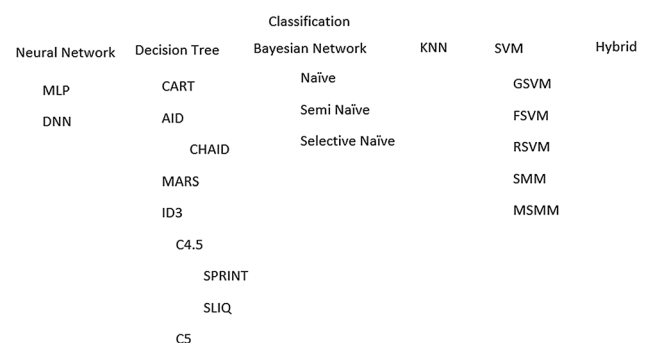 Classification
Neural Network Decision Tree Bayesian Network KNN SVM Hybrid
MLP
DNN
CART
AID
CHAID
MARS
ID3
C4.5
SPRINT
SLIQ
C5
Naïve
Semi Naïve
Selective Naïve
GSVM
FSVM
RSVM
SMM
MSMM